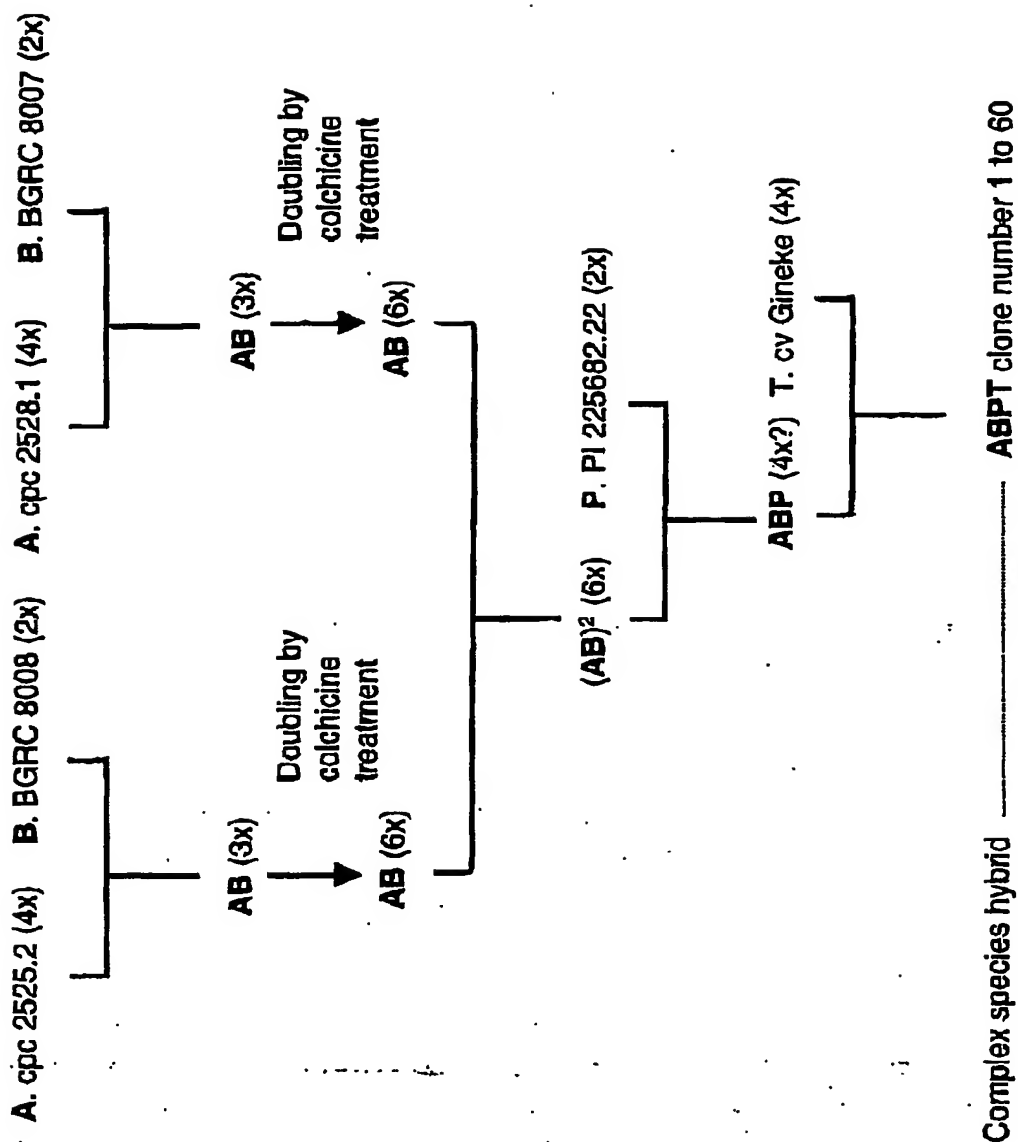 A. cpc 2525.2 (4x) B. BGRC 8008 (2x) A. cpc 2528.1 (4x) B. BGRC 8007 (2x)
AB (3x)
Doubling by
colchicine
treatment
AB (6x)
AB (3x)
Doubling by
colchicine
treatment
AB (6x)
(AB)² (6x) P. PI 225682.22 (2x)
ABP (4x?) T. cv Gineke (4x)
Complex species hybrid ABPT clone number 1 to 60